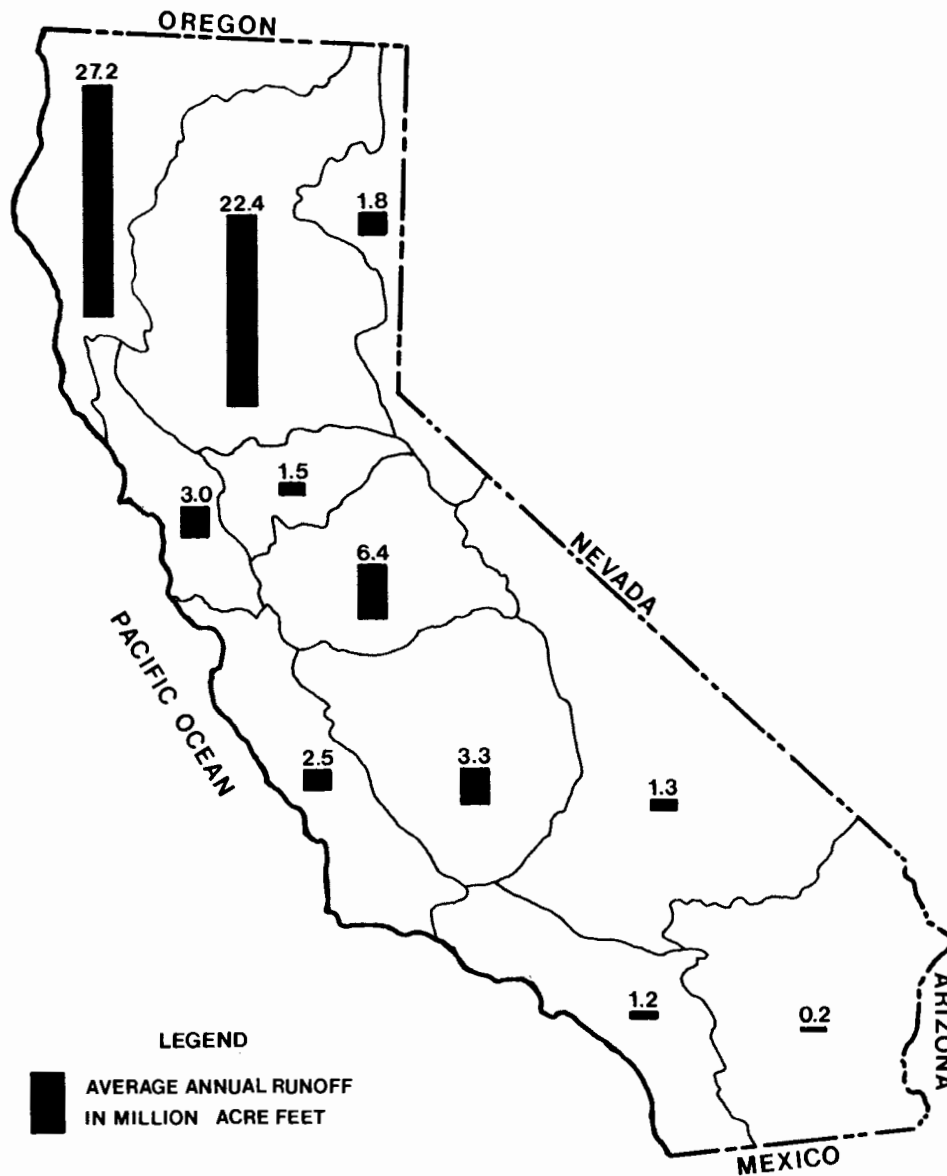 OREGON
27.2
22.4
1.8
1.5
3.0
6.4
NEVADA
PACIFIC OCEAN
2.5
3.3
1.3
1.2
0.2
ARIZONA
MEXICO
LEGEND
AVERAGE ANNUAL RUNOFF
IN MILLION ACRE FEET